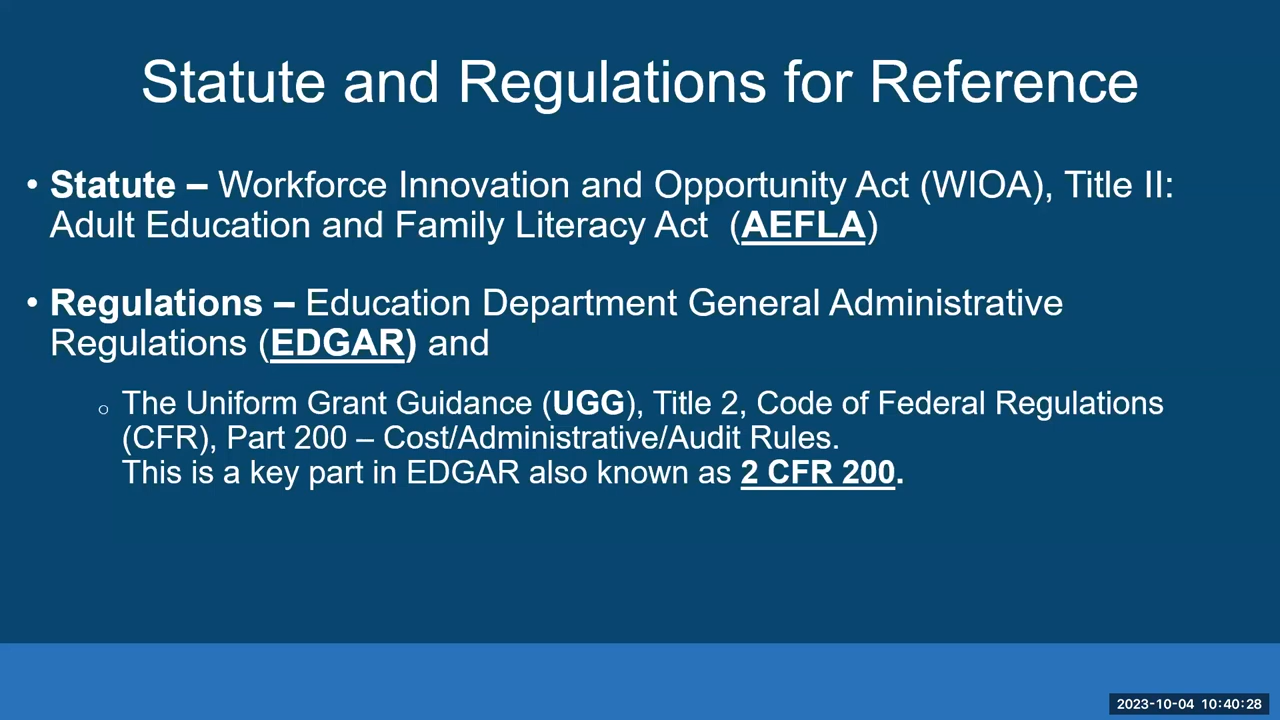 Statute and Regulations for Reference
• Statute – Workforce Innovation and Opportunity Act (WIOA), Title II:
Adult Education and Family Literacy Act (AEFLA)
• Regulations – Education Department General Administrative
Regulations (EDGAR) and
○ The Uniform Grant Guidance (UGG), Title 2, Code of Federal Regulations
(CFR), Part 200 – Cost/Administrative/Audit Rules.
This is a key part in EDGAR also known as 2 CFR 200.
2023-10-04 10:40:28